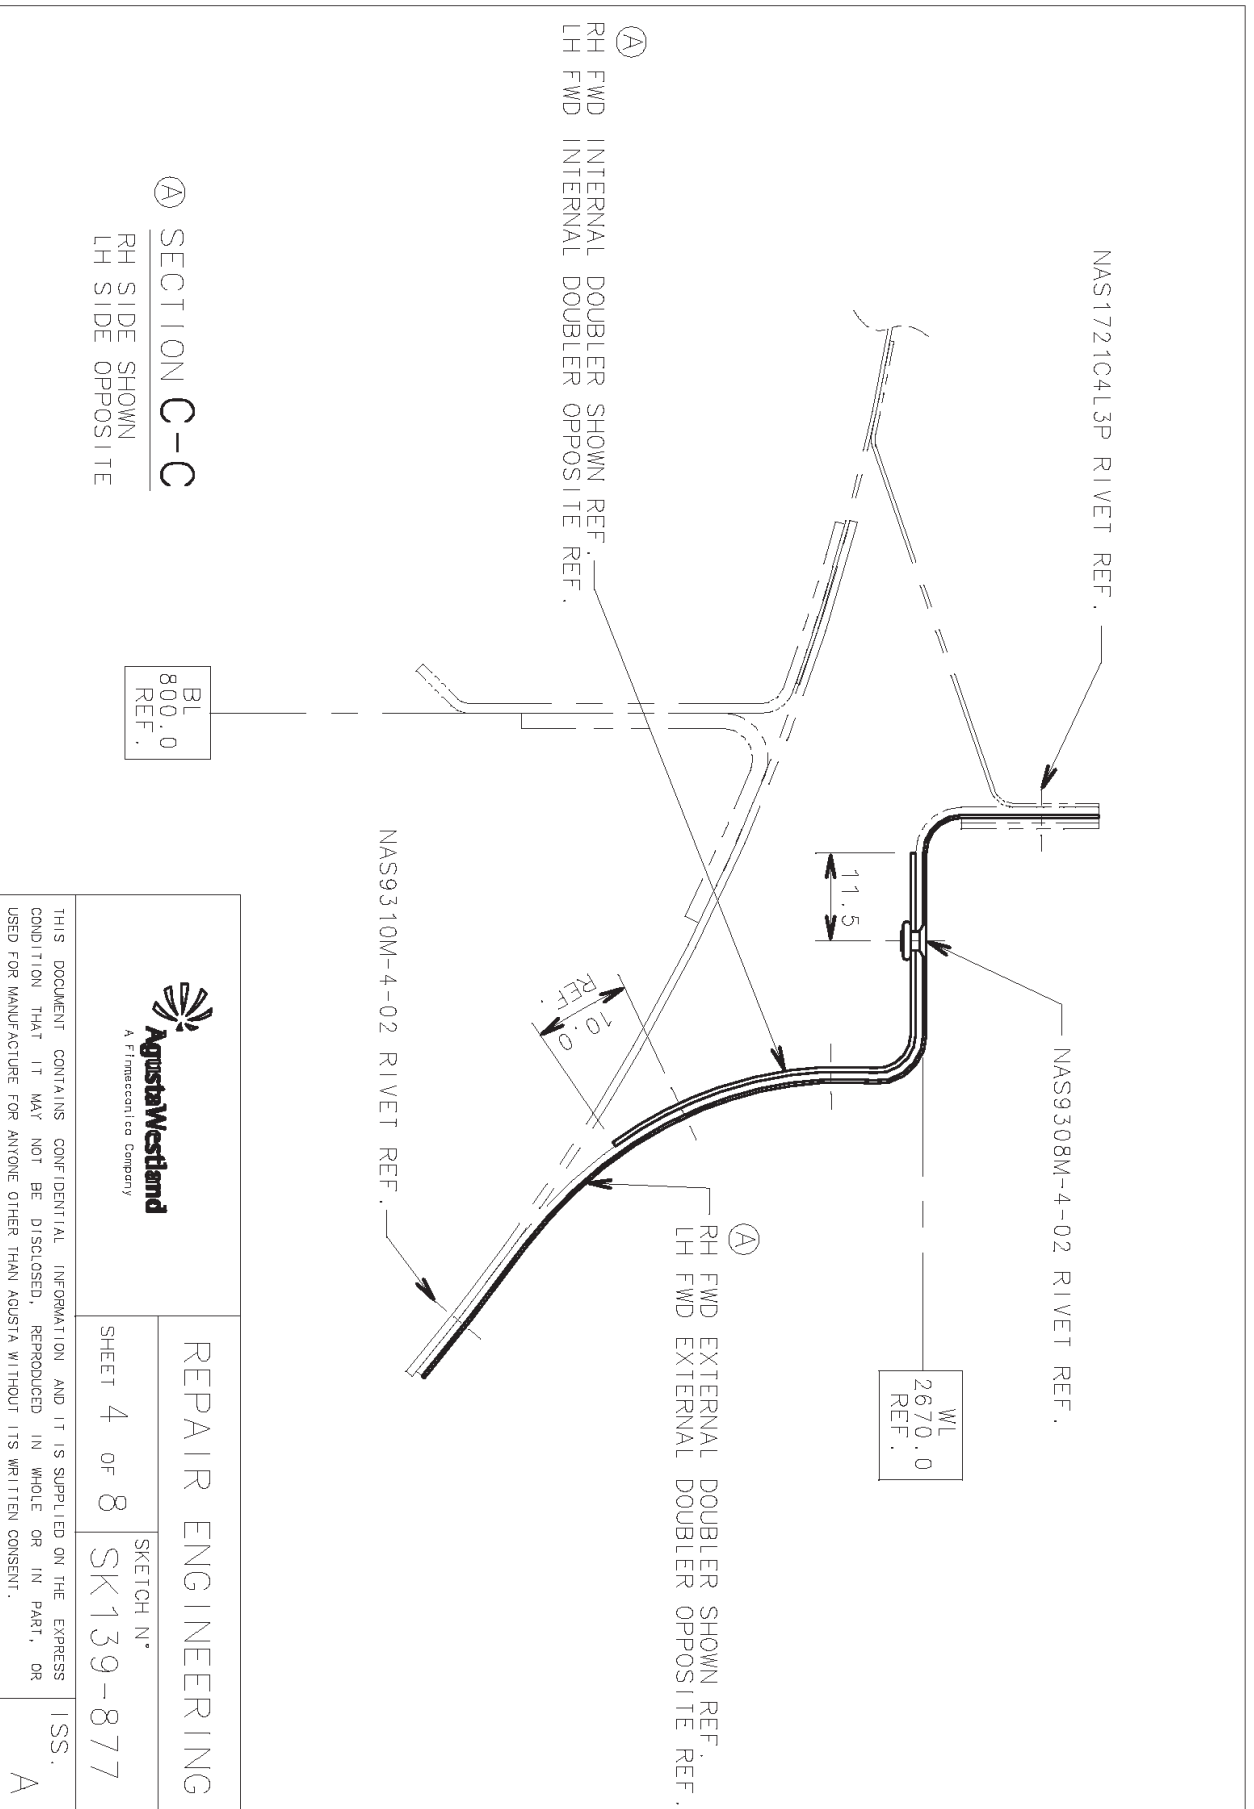 NAS1721C4L3P RIVET REF.
NAS9308M-4-02 RIVET REF.
WL
2670.0
REF.
11.5
A
RH FWD INTERNAL DOUBLER SHOWN REF.
LH FWD INTERNAL DOUBLER OPPOSITE REF.
A
RH FWD EXTERNAL DOUBLER SHOWN REF.
LH FWD EXTERNAL DOUBLER OPPOSITE REF.
10.0
REF.
NAS9310M-4-02 RIVET REF.
A SECTION C-C
RH SIDE SHOWN
LH SIDE OPPOSITE
BL
800.0
REF.
AgustaWestland
A Finmeccanica Company
REPAIR ENGINEERING
SHEET 4 OF 8
SKETCH N°
SK139-877
THIS DOCUMENT CONTAINS CONFIDENTIAL INFORMATION AND IT IS SUPPLIED ON THE EXPRESS
CONDITION THAT IT MAY NOT BE DISCLOSED, REPRODUCED IN WHOLE OR IN PART, OR
USED FOR MANUFACTURE FOR ANYONE OTHER THAN AGUSTA WITHOUT ITS WRITTEN CONSENT.
ISS.
A